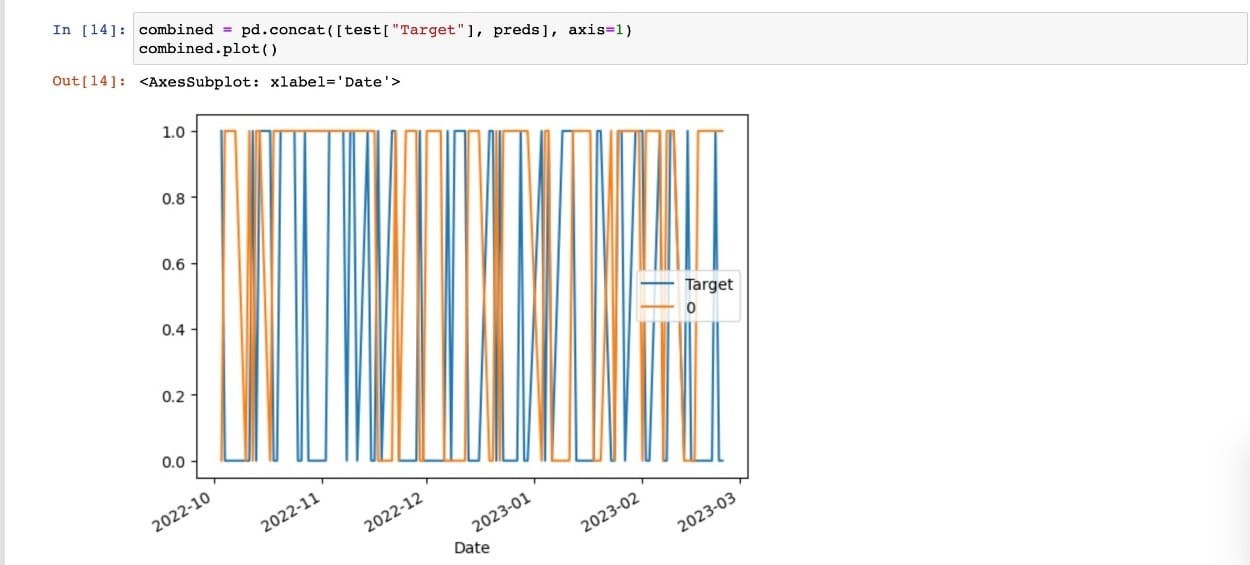 In [14]: combined = pd.concat([test["Target"], preds], axis=1)
combined.plot()
Out[14]: <AxesSubplot: xlabel='Date'>
1.0
0.8
0.6
0.4
0.2
0.0
Target
0
2022-10 2022-11 2022-12 2023-01 2023-02 2023-03
Date